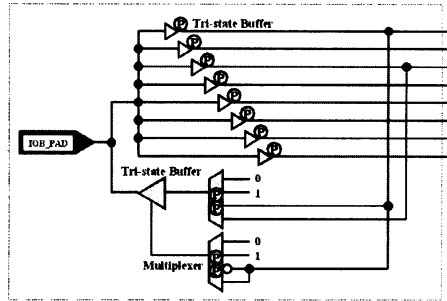 P Tri-state Buffer
P
P
P
P
P
P
P
IOB_PAD
Tri-state Buffer
0
1
P
P
0
1
Multiplexer
P
P